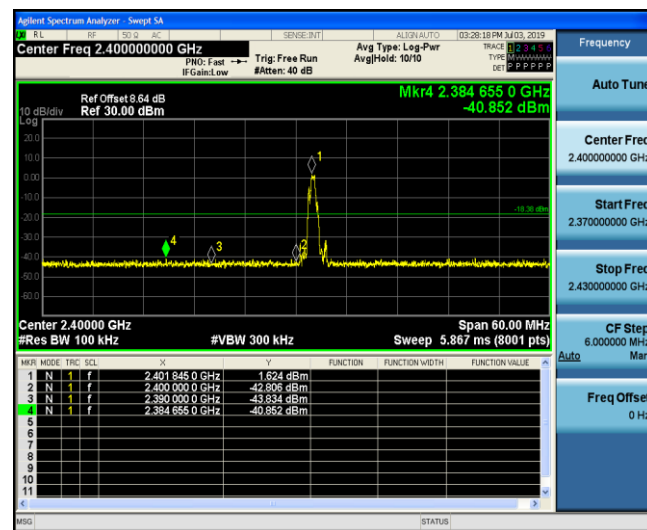 Agilent Spectrum Analyzer - Swept SA
RL RF 50 Ω AC SENSE:INT ALIGN AUTO 03:28:18 PM Jul 03, 2019
Center Freq 2.400000000 GHz
PNO: Fast
IFGain:Low
Trig: Free Run
#Atten: 40 dB
Avg Type: Log-Pwr
Avg|Hold: 10/10
TRACE 1 2 3 4 5 6
TYPE M
DET P P P P P P
Ref Offset 8.64 dB
10 dB/div Ref 30.00 dBm
Log
Mkr4 2.384 655 0 GHz
-40.852 dBm
20.0
10.0
0.00
-10.0
-20.0
-30.0
-40.0
-50.0
-60.0
1
-18.36 dBm
4
3
2
Center 2.40000 GHz Span 60.00 MHz
#Res BW 100 kHz #VBW 300 kHz Sweep 5.867 ms (8001 pts)
MKR MODE TRC SCL X Y FUNCTION FUNCTION WIDTH FUNCTION VALUE
1 N 1 f 2.401 845 0 GHz 1.624 dBm
2 N 1 f 2.400 000 0 GHz -42.806 dBm
3 N 1 f 2.390 000 0 GHz -43.834 dBm
4 N 1 f 2.384 655 0 GHz -40.852 dBm
5
6
7
8
9
10
11
MSG STATUS
Frequency
Auto Tune
Center Freq
2.400000000 GHz
Start Freq
2.370000000 GHz
Stop Freq
2.430000000 GHz
CF Step
6.000000 MHz
Auto Man
Freq Offset
0 Hz